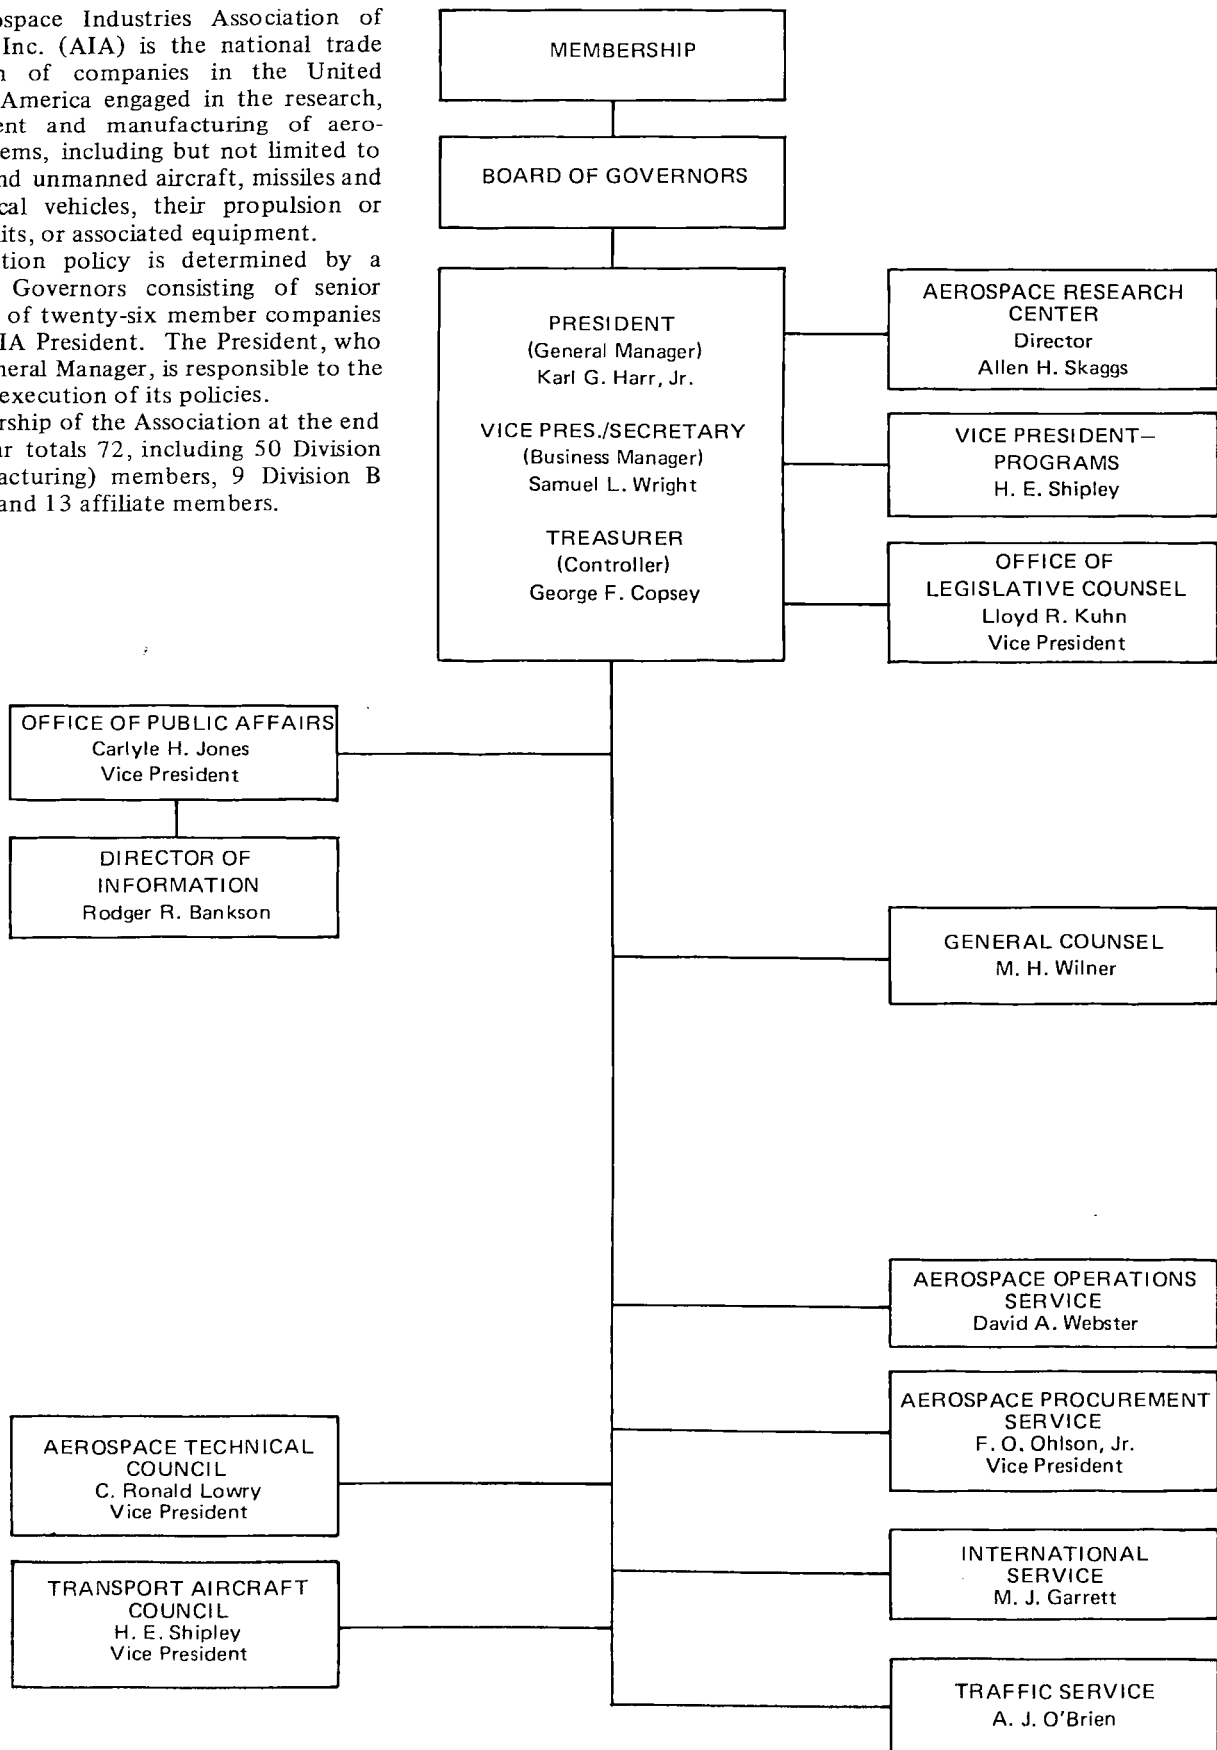 ospace Industries Association of
Inc. (AIA) is the national trade
n of companies in the United
America engaged in the research,
ent and manufacturing of aero-
ems, including but not limited to
nd unmanned aircraft, missiles and
cal vehicles, their propulsion or
its, or associated equipment.
tion policy is determined by a
Governors consisting of senior
of twenty-six member companies
IA President. The President, who
neral Manager, is responsible to the
execution of its policies.
rship of the Association at the end
ar totals 72, including 50 Division
acturing) members, 9 Division B
and 13 affiliate members.
MEMBERSHIP
BOARD OF GOVERNORS
PRESIDENT
(General Manager)
Karl G. Harr, Jr.
VICE PRES./SECRETARY
(Business Manager)
Samuel L. Wright
TREASURER
(Controller)
George F. Copsey
AEROSPACE RESEARCH
CENTER
Director
Allen H. Skaggs
VICE PRESIDENT—
PROGRAMS
H. E. Shipley
OFFICE OF
LEGISLATIVE COUNSEL
Lloyd R. Kuhn
Vice President
OFFICE OF PUBLIC AFFAIRS
Carlyle H. Jones
Vice President
DIRECTOR OF
INFORMATION
Rodger R. Bankson
GENERAL COUNSEL
M. H. Wilner
AEROSPACE OPERATIONS
SERVICE
David A. Webster
AEROSPACE PROCUREMENT
SERVICE
F. O. Ohlson, Jr.
Vice President
AEROSPACE TECHNICAL
COUNCIL
C. Ronald Lowry
Vice President
INTERNATIONAL
SERVICE
M. J. Garrett
TRANSPORT AIRCRAFT
COUNCIL
H. E. Shipley
Vice President
TRAFFIC SERVICE
A. J. O'Brien